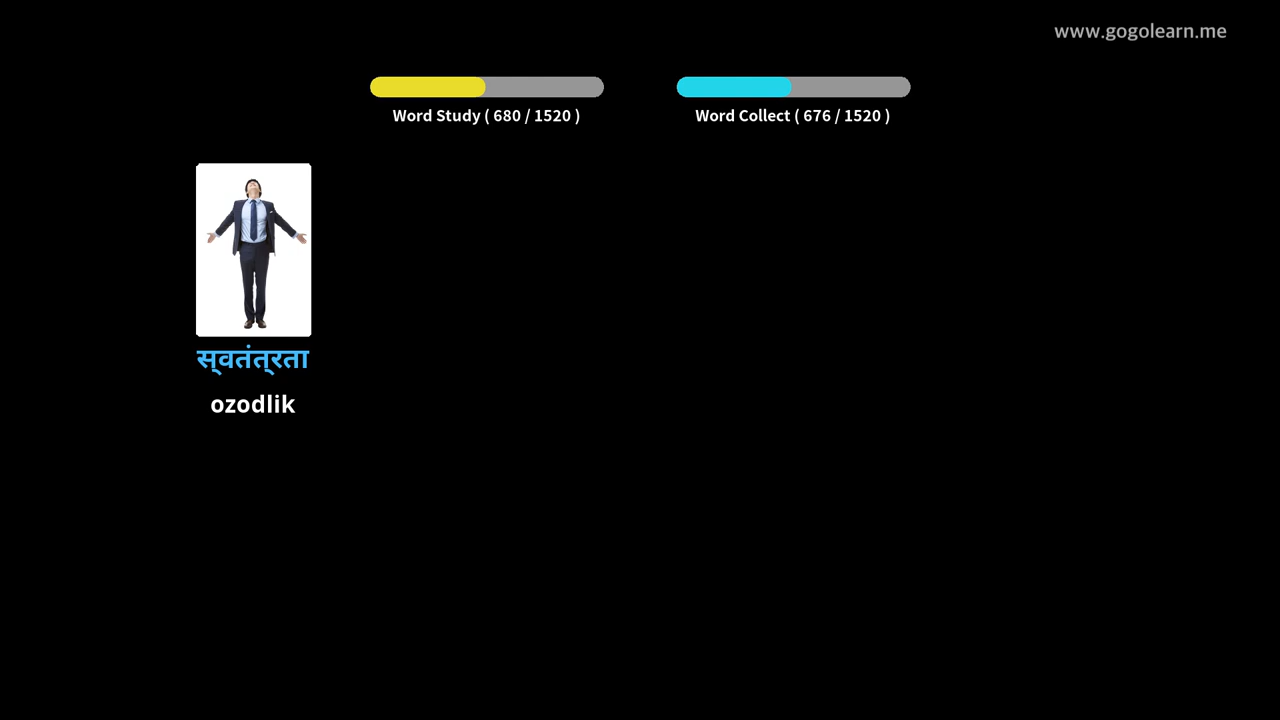 www.gogolearn.me
Word Study ( 680 / 1520 )
Word Collect ( 676 / 1520 )
स्वतंत्रता
ozodlik